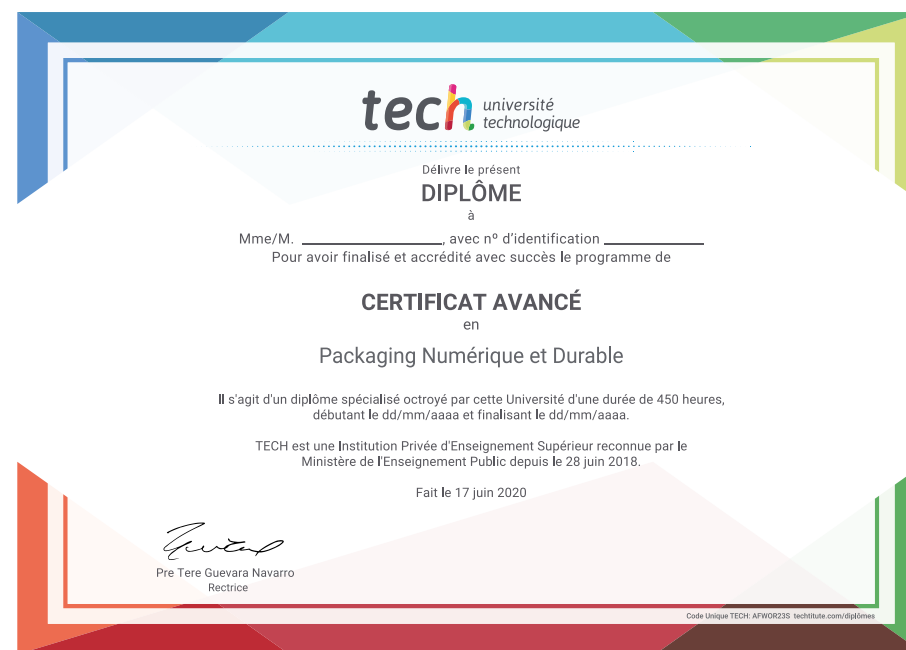 tech université
technologique
Délivre le présent
DIPLÔME
à
Mme/M. ____________, avec nº d'identification ____________
Pour avoir finalisé et accrédité avec succès le programme de
CERTIFICAT AVANCÉ
en
Packaging Numérique et Durable
Il s'agit d'un diplôme spécialisé octroyé par cette Université d'une durée de 450 heures,
débutant le dd/mm/aaaa et finalisant le dd/mm/aaaa.
TECH est une Institution Privée d'Enseignement Supérieur reconnue par le
Ministère de l'Enseignement Public depuis le 28 juin 2018.
Fait le 17 juin 2020
Pre Tere Guevara Navarro
Rectrice
Code Unique TECH: AFWOR23S techtitute.com/diplômes